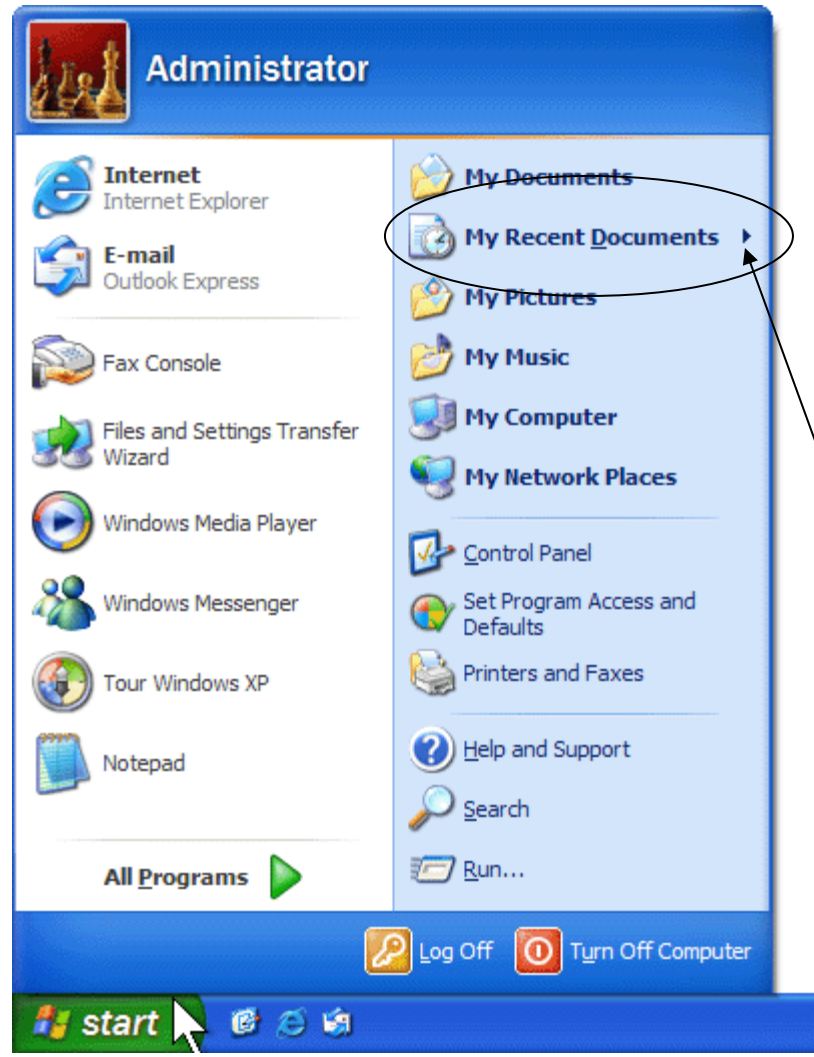 Administrator
Internet
Internet Explorer
E-mail
Outlook Express
Fax Console
Files and Settings Transfer
Wizard
Windows Media Player
Windows Messenger
Tour Windows XP
Notepad
All Programs
My Documents
My Recent Documents
My Pictures
My Music
My Computer
My Network Places
Control Panel
Set Program Access and
Defaults
Printers and Faxes
Help and Support
Search
Run...
Log Off
Turn Off Computer
start